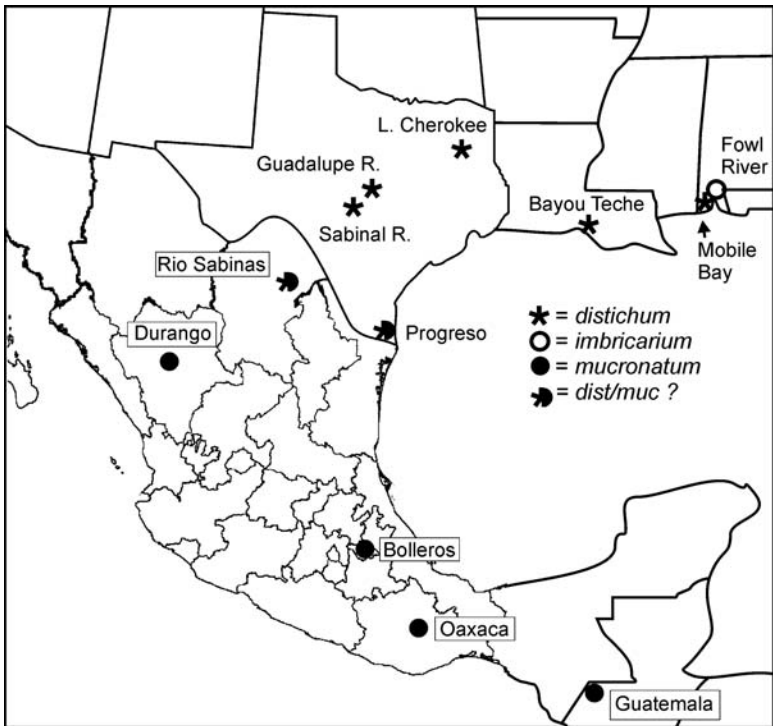 L. Cherokee
Guadalupe R.
Fowl
River
Bayou Teche
Sabinal R.
Mobile
Bay
Rio Sabinas
Durango
Progreso
= distichum
= imbricarium
= mucronatum
= dist/muc ?
Bolleros
Oaxaca
Guatemala